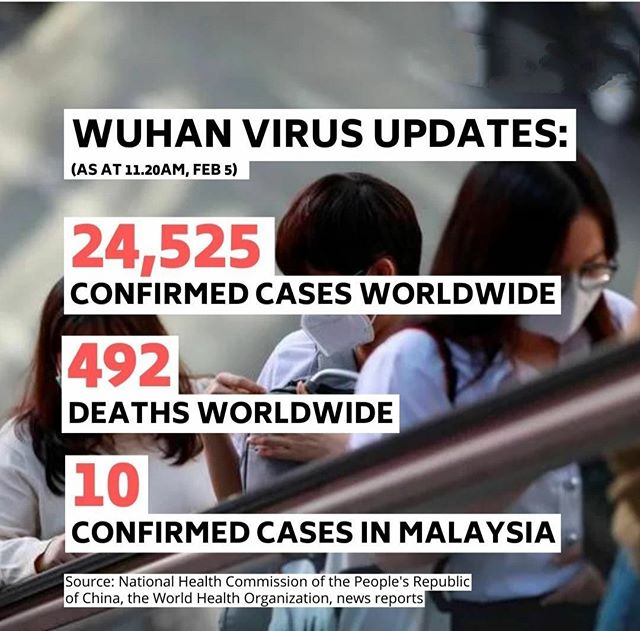 WUHAN VIRUS UPDATES:
(AS AT 11.20AM, FEB 5)
24,525
CONFIRMED CASES WORLDWIDE
492
DEATHS WORLDWIDE
10
CONFIRMED CASES IN MALAYSIA
Source: National Health Commission of the People's Republic
of China, the World Health Organization, news reports